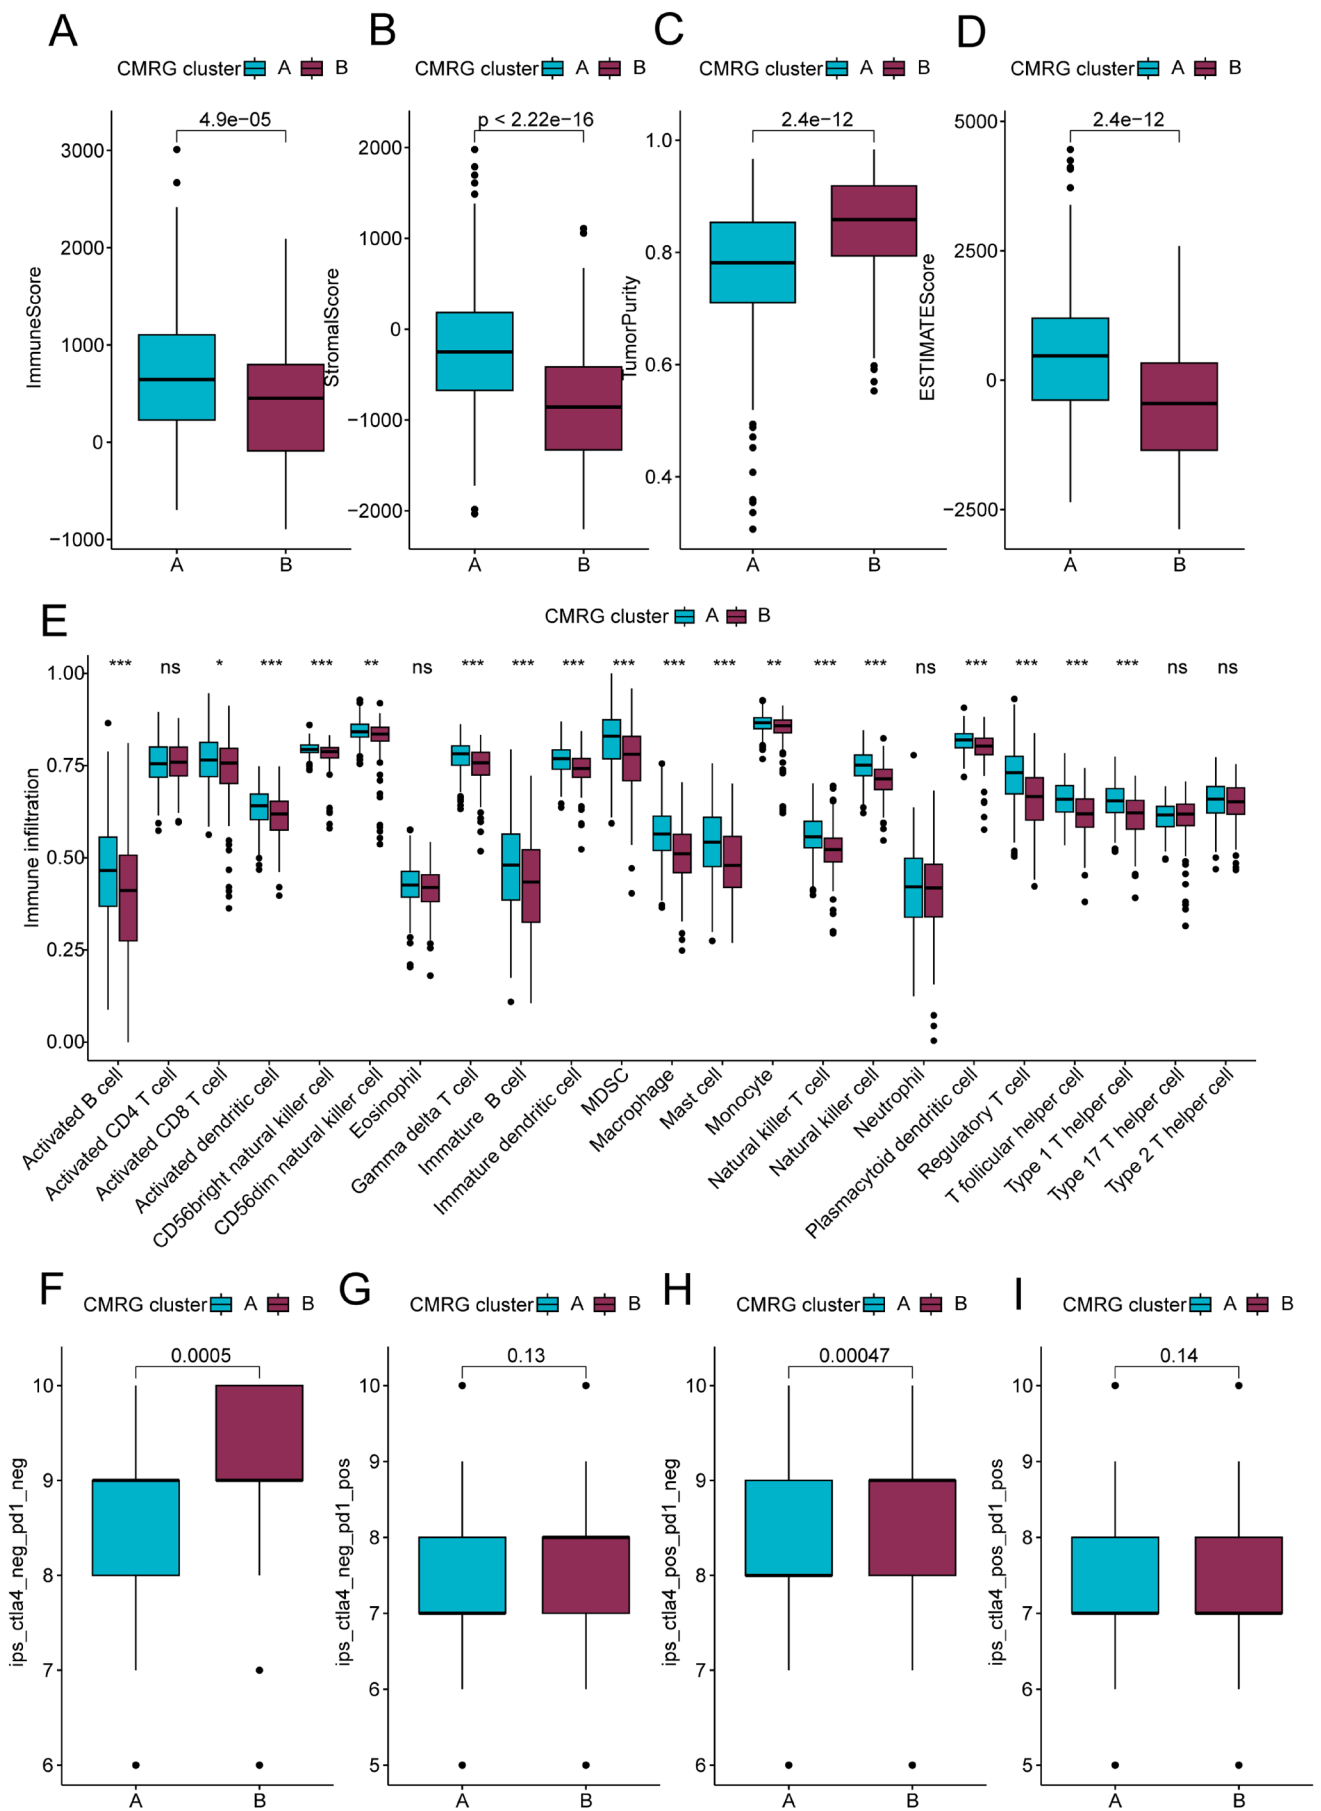 A
B
C
D
CMRG cluster A B
CMRG cluster A B
CMRG cluster A B
CMRG cluster A B
ImmuneScore
4.9e−05
3000
2000
1000
0
−1000
A
B
StromalScore
p < 2.22e−16
2000
1000
0
−1000
−2000
A
B
TumorPurity
2.4e−12
1.0
0.8
0.6
0.4
A
B
ESTIMATEScore
2.4e−12
5000
2500
0
−2500
A
B
E
CMRG cluster A B
Immune infiltration
*** ns * *** *** ** ns *** *** *** *** *** *** ** *** *** ns *** *** *** *** ns ns
1.00
0.75
0.50
0.25
0.00
Activated B cell
Activated CD4 T cell
Activated CD8 T cell
Activated dendritic cell
CD56bright natural killer cell
CD56dim natural killer cell
Eosinophil
Gamma delta T cell
Immature B cell
Immature dendritic cell
MDSC
Macrophage
Mast cell
Monocyte
Natural killer T cell
Natural killer cell
Neutrophil
Plasmacytoid dendritic cell
Regulatory T cell
T follicular helper cell
Type 1 T helper cell
Type 17 T helper cell
Type 2 T helper cell
F
G
H
I
CMRG cluster A B
CMRG cluster A B
CMRG cluster A B
CMRG cluster A B
ips_ctla4_neg_pd1_neg
0.0005
10
9
8
7
6
A
B
ips_ctla4_neg_pd1_pos
0.13
10
9
8
7
6
5
A
B
ips_ctla4_pos_pd1_neg
0.00047
10
9
8
7
6
A
B
ips_ctla4_pos_pd1_pos
0.14
10
9
8
7
6
5
A
B